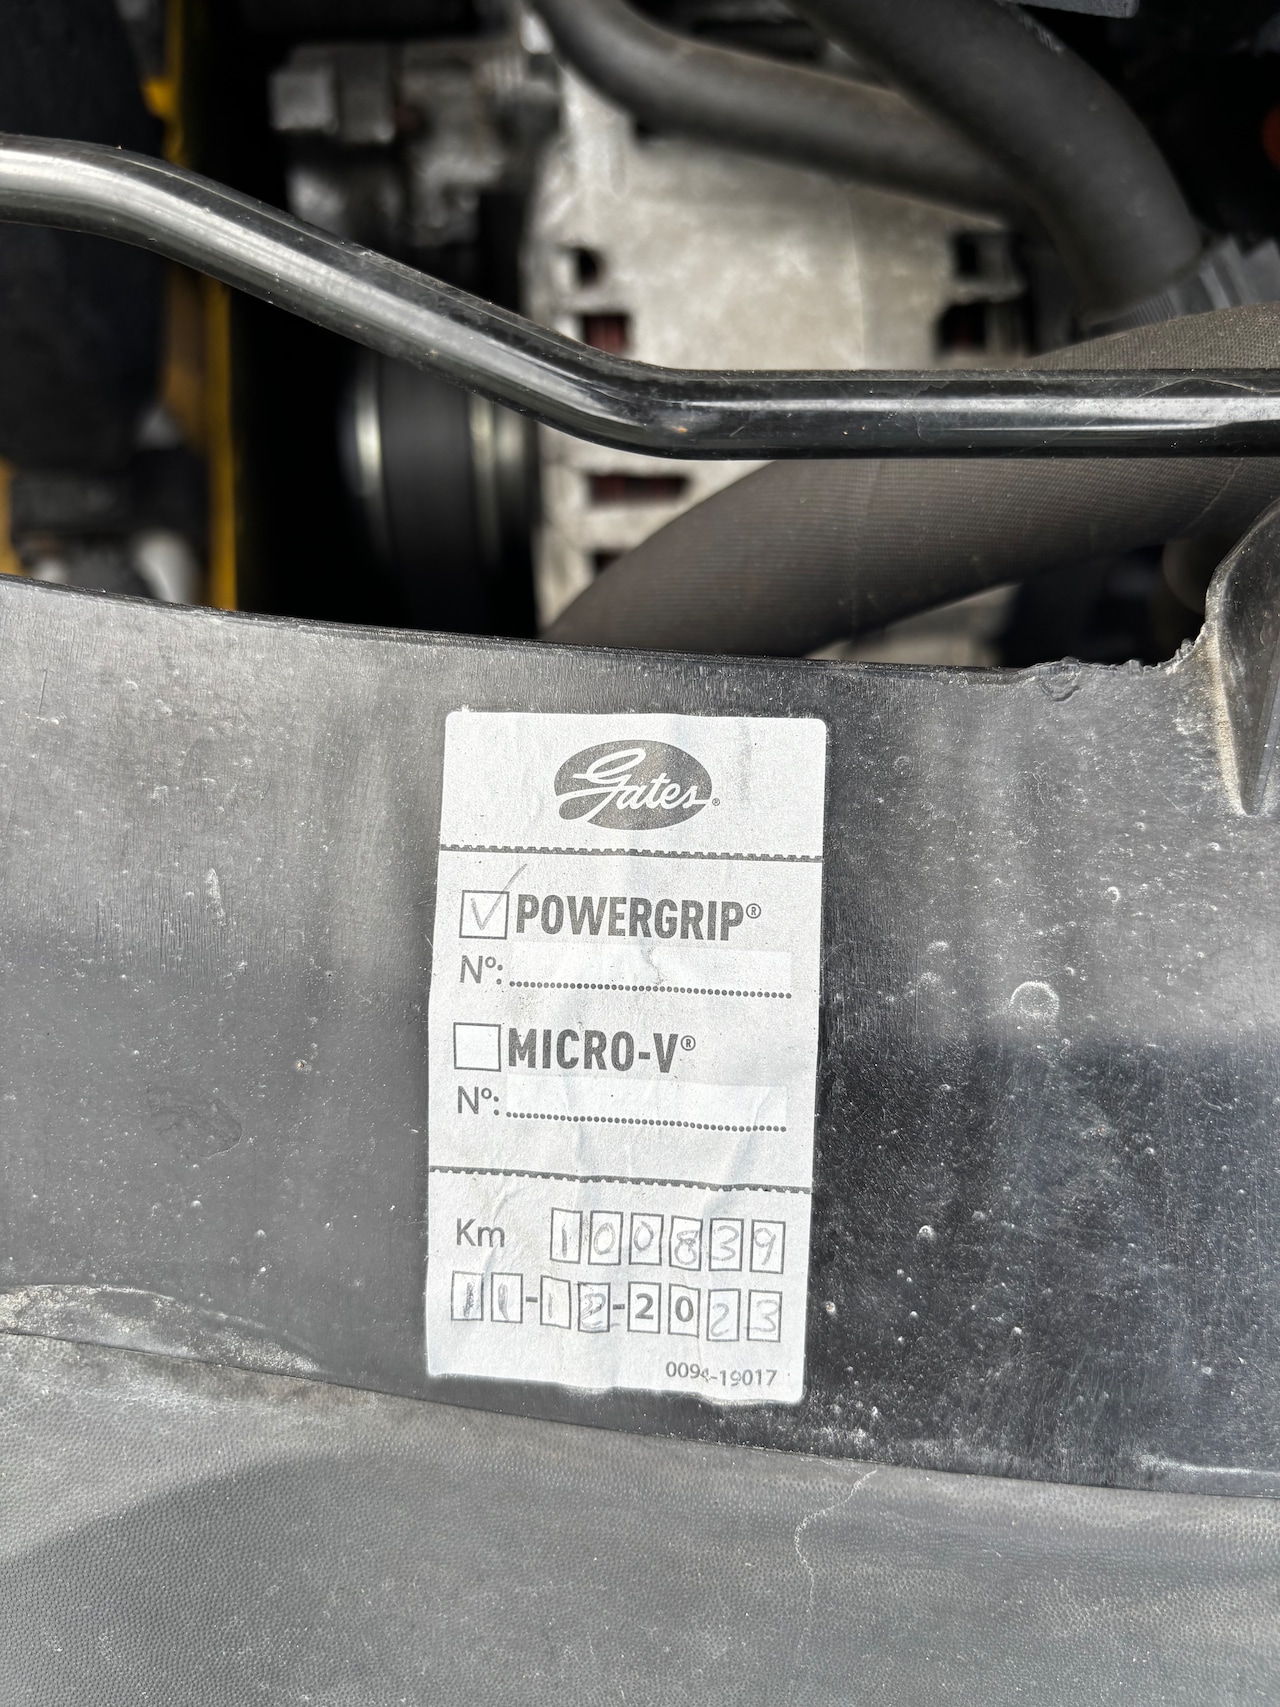 Gates®
POWERGRIP®
Nº:
MICRO-V®
Nº:
Km 100839
11-12-2023
0094-19017